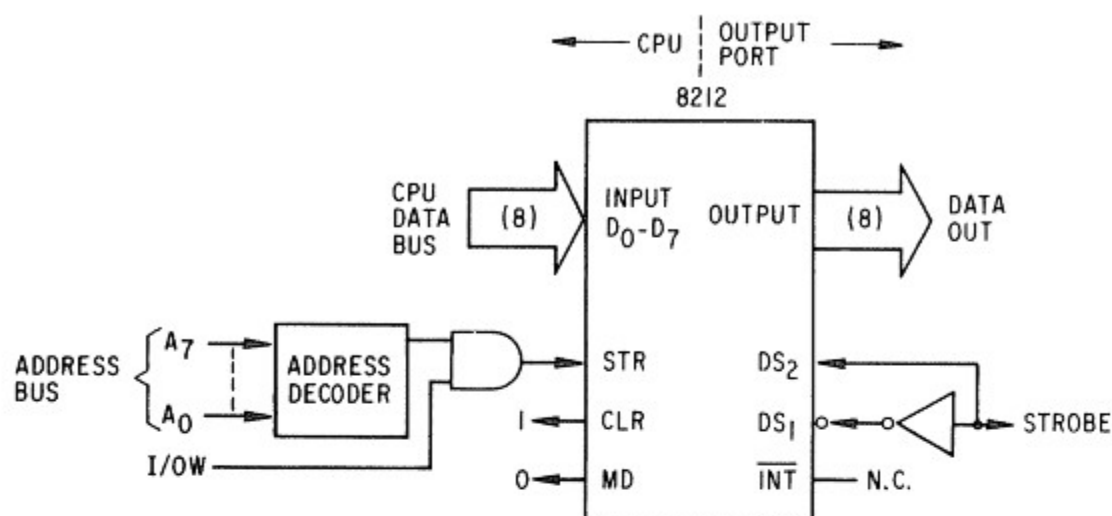 CPU
OUTPUT
PORT
8212
CPU
DATA
BUS
(8)
INPUT
D0-D7
OUTPUT
(8)
DATA
OUT
ADDRESS
BUS
A7
A0
ADDRESS
DECODER
I/OW
STR
DS2
1
CLR
DS1
STROBE
0
MD
INT
N.C.